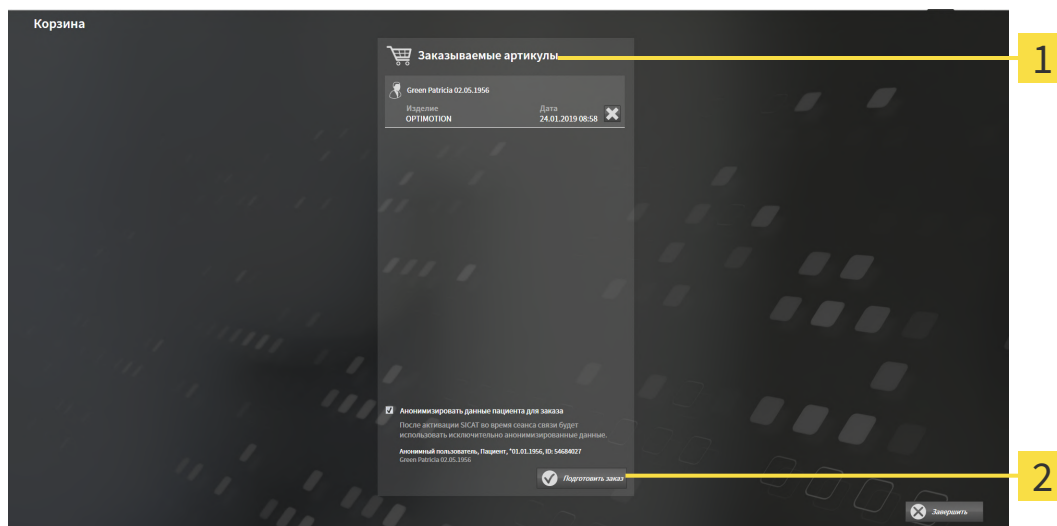 Корзина
Заказываемые артикулы
1
Green Patricia 02.05.1956
Изделие Дата
OPTIMOTION 24.01.2019 08:58
Анонимизировать данные пациента для заказа
После активации SICAT во время сеанса связи будет
использовать исключительно анонимизированные данные.
Анонимный пользователь, Пациент, *01.01.1956, ID: 54684027
Green Patricia 02.05.1956
Подготовить заказ
2
Завершить